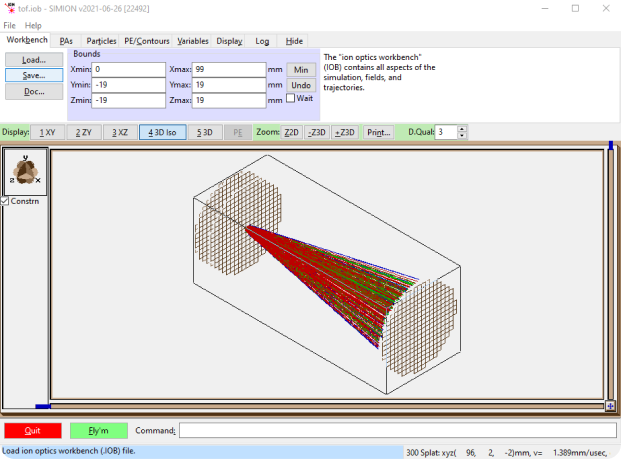 tof.iob - SIMION v2021-06-26 [22492]
File Help
Workbench PAs Particles PE/Contours Variables Display Log Hide
Load...
Save...
Doc...
Bounds
Xmin: 0 Xmax: 99 mm Min
Ymin: -19 Ymax: 19 mm Undo
Zmin: -19 Zmax: 19 mm Wait
The "ion optics workbench"
(IOB) contains all aspects of the
simulation, fields, and
trajectories.
Display: 1 XY 2 ZY 3 XZ 4 3D Iso 5 3D PE Zoom: Z2D -Z3D +Z3D Print... D.Qual: 3
y
z x
Constrn
Quit Fly'm Command:
Load ion optics workbench (.IOB) file. 300 Splat: xyz( 96, 2, -2)mm, v= 1.389mm/usec,